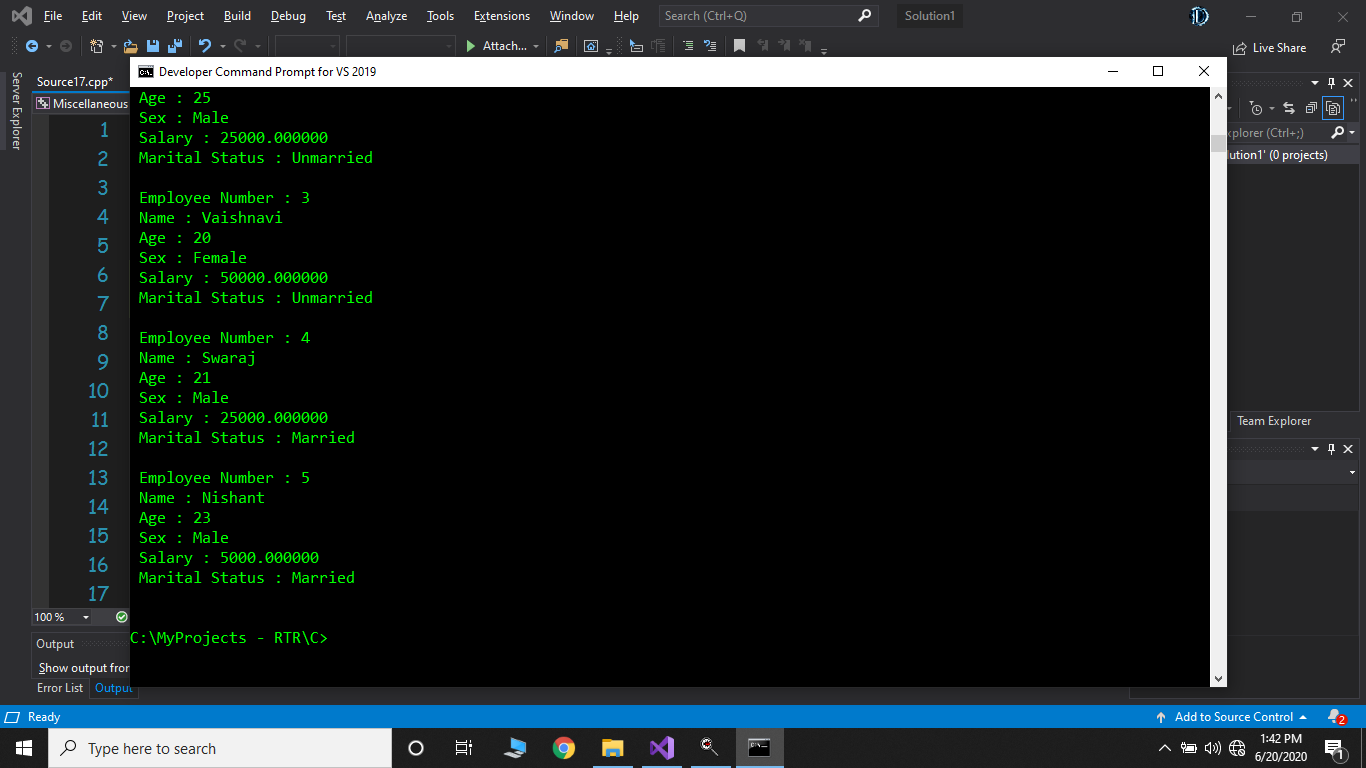 File Edit View Project Build Debug Test Analyze Tools Extensions Window Help Search (Ctrl+Q) Solution1
Attach... Live Share
Server Explorer
Source17.cpp*
Miscellaneous
1
2
3
4
5
6
7
8
9
10
11
12
13
14
15
16
17
100 %
Output
Show output from
Error List Output
Developer Command Prompt for VS 2019
Age : 25
Sex : Male
Salary : 25000.000000
Marital Status : Unmarried
Employee Number : 3
Name : Vaishnavi
Age : 20
Sex : Female
Salary : 50000.000000
Marital Status : Unmarried
Employee Number : 4
Name : Swaraj
Age : 21
Sex : Male
Salary : 25000.000000
Marital Status : Married
Employee Number : 5
Name : Nishant
Age : 23
Sex : Male
Salary : 5000.000000
Marital Status : Married
C:\MyProjects - RTR\C>
xplorer (Ctrl+;)
lution1' (0 projects)
Team Explorer
Ready Add to Source Control 2
Type here to search
1:42 PM
6/20/2020
1